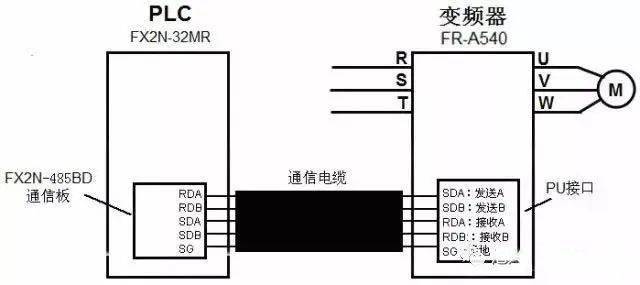 PLC
FX2N-32MR
变频器
FR-A540
R
S
T
U
V
W
M
FX2N-485BD
通信板
RDA
RDB
SDA
SDB
SG
通信电缆
SDA：发送A
SDB：发送B
RDA：接收A
RDB：接收B
SG：地
PU接口